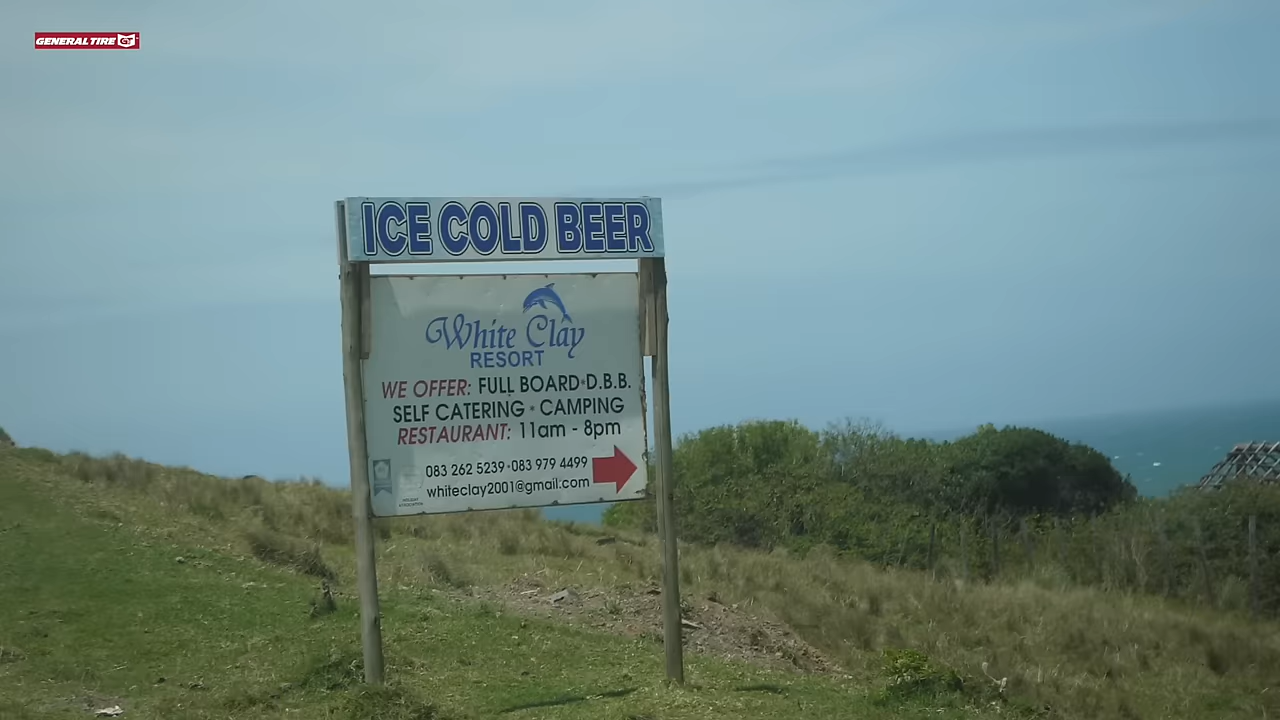 GENERAL TIRE
ICE COLD BEER
White Clay
RESORT
WE OFFER: FULL BOARD•D.B.B.
SELF CATERING • CAMPING
RESTAURANT: 11am - 8pm
083 262 5239•083 979 4499
whiteclay2001@gmail.com